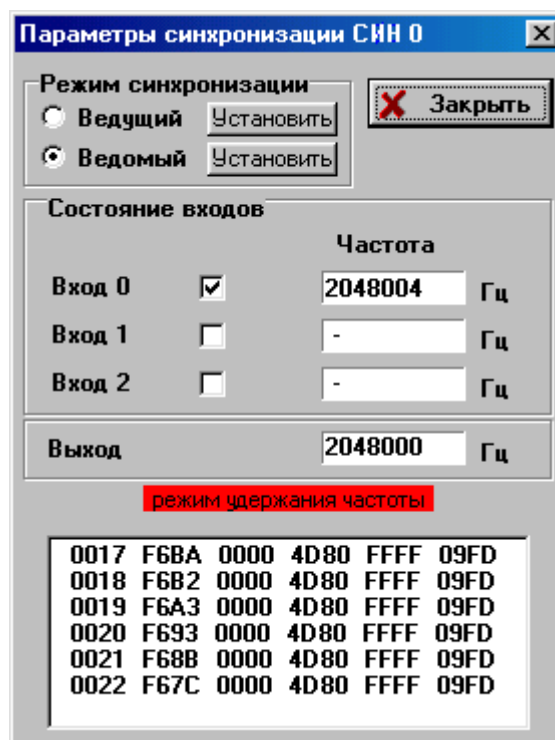 Параметры синхронизации СИН 0
Режим синхронизации
Ведущий Установить
Ведомый Установить
Закрыть
Состояние входов
Частота
Вход 0 2048004 Гц
Вход 1 - Гц
Вход 2 - Гц
Выход 2048000 Гц
режим удержания частоты
0017 F6BA 0000 4D80 FFFF 09FD
0018 F6B2 0000 4D80 FFFF 09FD
0019 F6A3 0000 4D80 FFFF 09FD
0020 F693 0000 4D80 FFFF 09FD
0021 F68B 0000 4D80 FFFF 09FD
0022 F67C 0000 4D80 FFFF 09FD